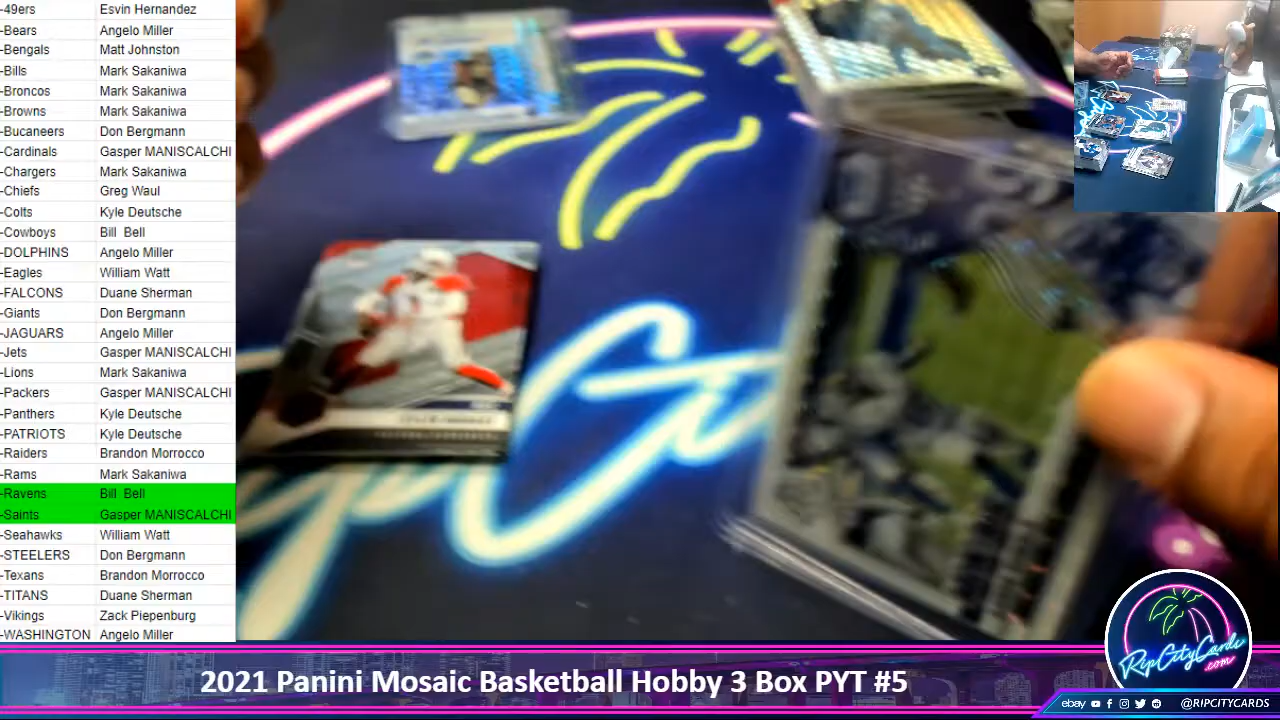 -49ers Esvin Hernandez
-Bears Angelo Miller
-Bengals Matt Johnston
-Bills Mark Sakaniwa
-Broncos Mark Sakaniwa
-Browns Mark Sakaniwa
-Bucaneers Don Bergmann
-Cardinals Gasper MANISCALCHI
-Chargers Mark Sakaniwa
-Chiefs Greg Waul
-Colts Kyle Deutsche
-Cowboys Bill Bell
-DOLPHINS Angelo Miller
-Eagles William Watt
-FALCONS Duane Sherman
-Giants Don Bergmann
-JAGUARS Angelo Miller
-Jets Gasper MANISCALCHI
-Lions Mark Sakaniwa
-Packers Gasper MANISCALCHI
-Panthers Kyle Deutsche
-PATRIOTS Kyle Deutsche
-Raiders Brandon Morrocco
-Rams Mark Sakaniwa
-Ravens Bill Bell
-Saints Gasper MANISCALCHI
-Seahawks William Watt
-STEELERS Don Bergmann
-Texans Brandon Morrocco
-TITANS Duane Sherman
-Vikings Zack Piepenburg
-WASHINGTON Angelo Miller
RipCityCards
.com
2021 Panini Mosaic Basketball Hobby 3 Box PYT #5
ebay @RIPCITYCARDS